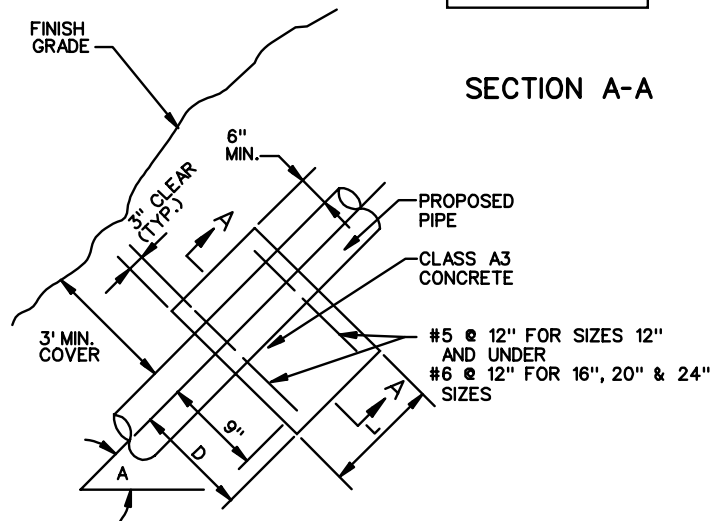 SECTION A-A
FINISH
GRADE
6"
MIN.
3" CLEAR
(TYP.)
A
PROPOSED
PIPE
CLASS A3
CONCRETE
#5 @ 12" FOR SIZES 12"
AND UNDER
#6 @ 12" FOR 16", 20" & 24"
SIZES
3' MIN.
COVER
A
L
9"
D
A